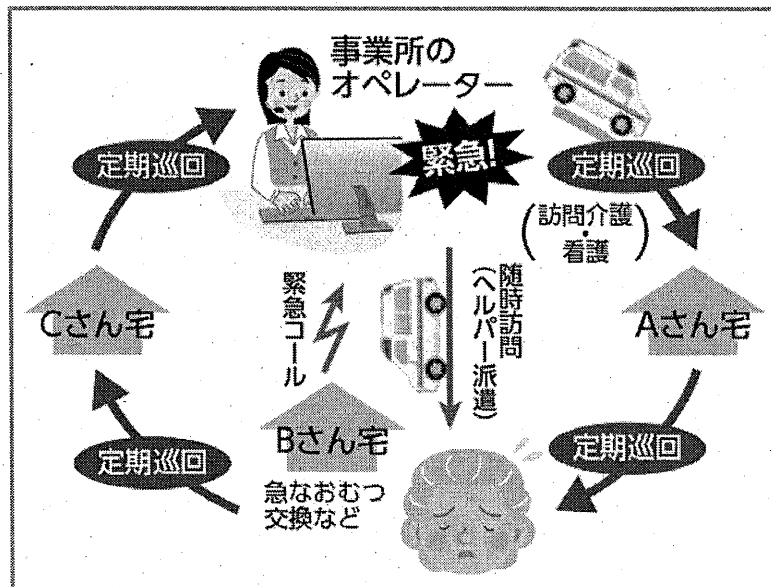 事業所の
オペレーター
緊急!
定期巡回
定期巡回
(訪問介護
・
看護)
緊急コール
随時訪問
(ヘルパー派遣)
Cさん宅
Aさん宅
Bさん宅
定期巡回
定期巡回
急なおむつ
交換など